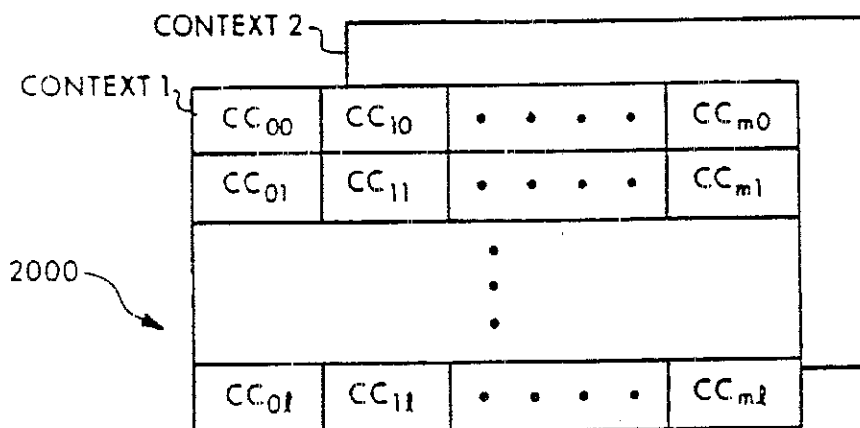 CONTEXT 2
CONTEXT 1
CC₀₀ CC₁₀ • • • • CCₘ₀
CC₀₁ CC₁₁ • • • • CCₘ₁
2000
CC₀ℓ CC₁ℓ • • • • CCₘℓ